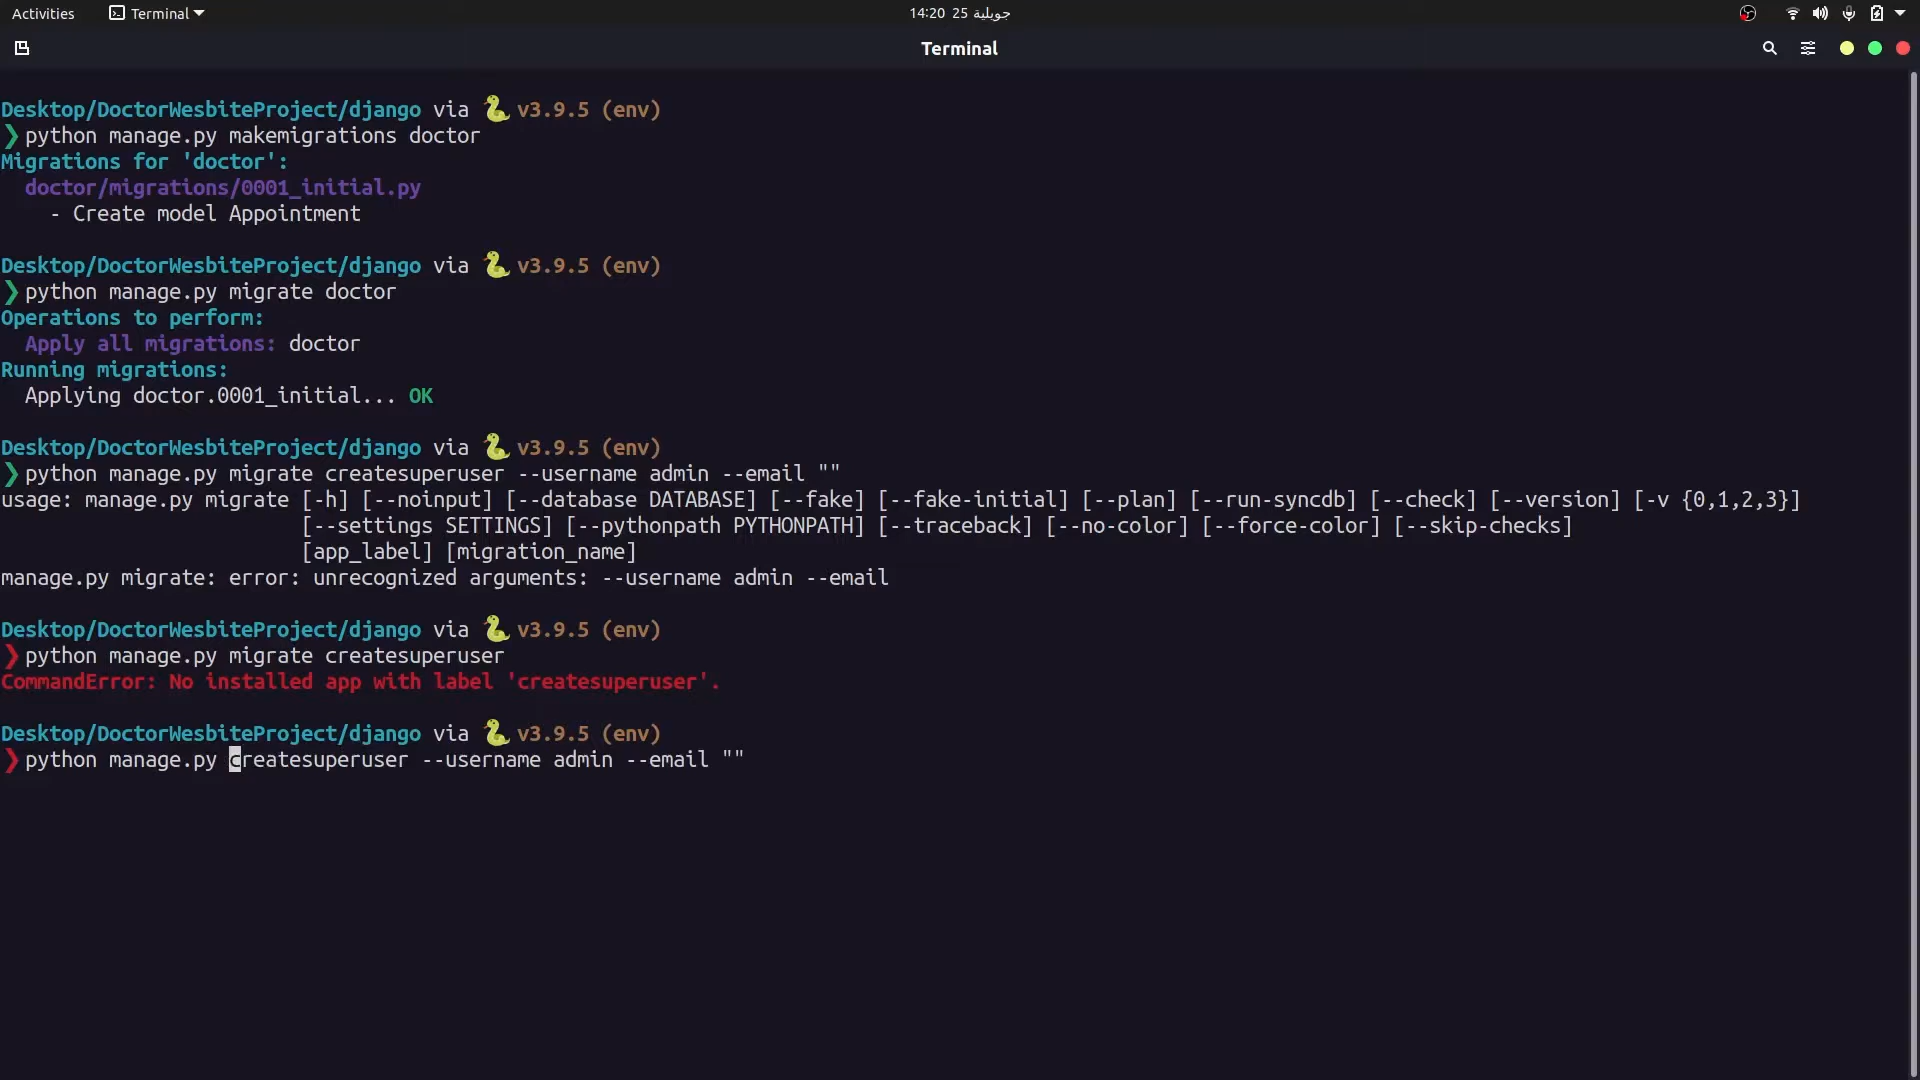 Activities Terminal 14:20 25 جويلية
Terminal
Desktop/DoctorWesbiteProject/django via 🐍 v3.9.5 (env)
❯ python manage.py makemigrations doctor
Migrations for 'doctor':
  doctor/migrations/0001_initial.py
    - Create model Appointment
Desktop/DoctorWesbiteProject/django via 🐍 v3.9.5 (env)
❯ python manage.py migrate doctor
Operations to perform:
  Apply all migrations: doctor
Running migrations:
  Applying doctor.0001_initial... OK
Desktop/DoctorWesbiteProject/django via 🐍 v3.9.5 (env)
❯ python manage.py migrate createsuperuser --username admin --email ""
usage: manage.py migrate [-h] [--noinput] [--database DATABASE] [--fake] [--fake-initial] [--plan] [--run-syncdb] [--check] [--version] [-v {0,1,2,3}]
                         [--settings SETTINGS] [--pythonpath PYTHONPATH] [--traceback] [--no-color] [--force-color] [--skip-checks]
                         [app_label] [migration_name]
manage.py migrate: error: unrecognized arguments: --username admin --email
Desktop/DoctorWesbiteProject/django via 🐍 v3.9.5 (env)
❯ python manage.py migrate createsuperuser
CommandError: No installed app with label 'createsuperuser'.
Desktop/DoctorWesbiteProject/django via 🐍 v3.9.5 (env)
❯ python manage.py createsuperuser --username admin --email ""